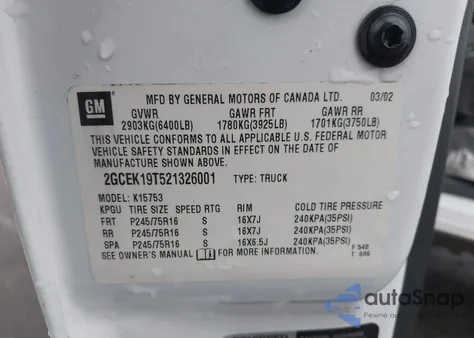 GM
MFD BY GENERAL MOTORS OF CANADA LTD. 03/02
GVWR GAWR FRT GAWR RR
2903KG(6400LB) 1780KG(3925LB) 1701KG(3750LB)
THIS VEHICLE CONFORMS TO ALL APPLICABLE U.S. FEDERAL MOTOR
VEHICLE SAFETY STANDARDS IN EFFECT ON THE DATE OF
MANUFACTURE SHOWN ABOVE.
2GCEK19T521326001 TYPE: TRUCK
MODEL: K15753
KPGU TIRE SIZE SPEED RTG RIM COLD TIRE PRESSURE
FRT P245/75R16 S 16X7J 240KPA(35PSI)
RR P245/75R16 S 16X7J 240KPA(35PSI)
SPA P245/75R16 S 16X6.5J 240KPA(35PSI)
SEE OWNER'S MANUAL FOR MORE INFORMATION.
F 540
T 686
autoSnap